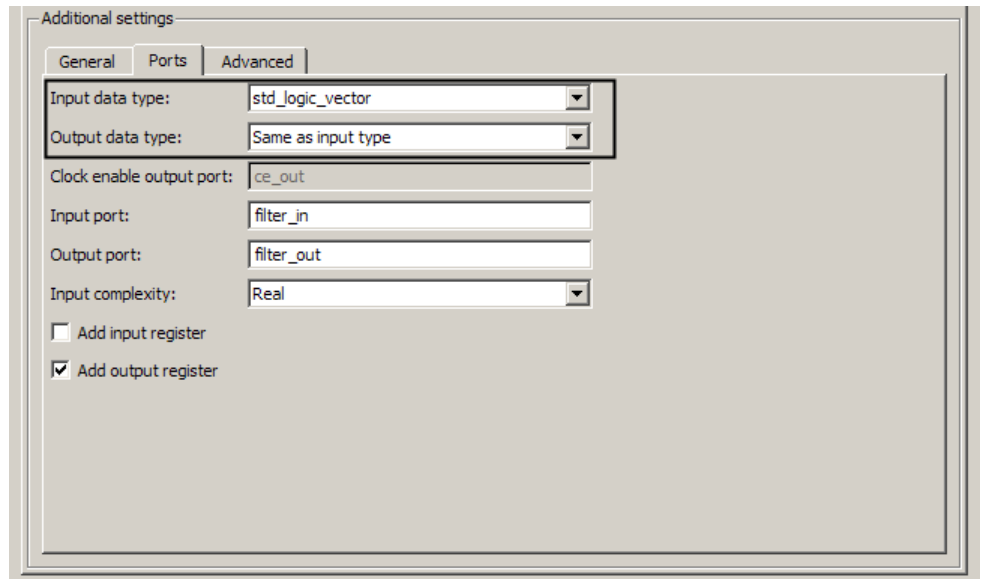 Additional settings
General Ports Advanced
Input data type: std_logic_vector
Output data type: Same as input type
Clock enable output port: ce_out
Input port: filter_in
Output port: filter_out
Input complexity: Real
Add input register
Add output register